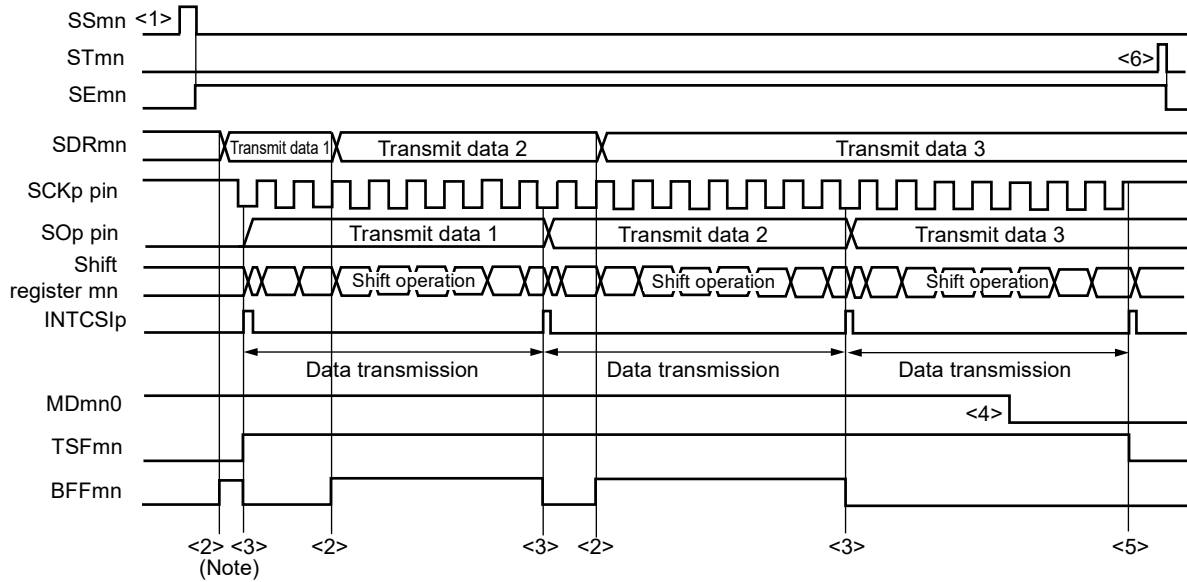 SSmn <1>
STmn <6>
SEmn
SDRmn Transmit data 1 Transmit data 2 Transmit data 3
SCKp pin
SOp pin Transmit data 1 Transmit data 2 Transmit data 3
Shift
register mn Shift operation Shift operation Shift operation
INTCSIp
Data transmission Data transmission Data transmission
MDmn0 <4>
TSFmn
BFFmn
<2> <3> <2> <3> <2> <3> <5>
(Note)